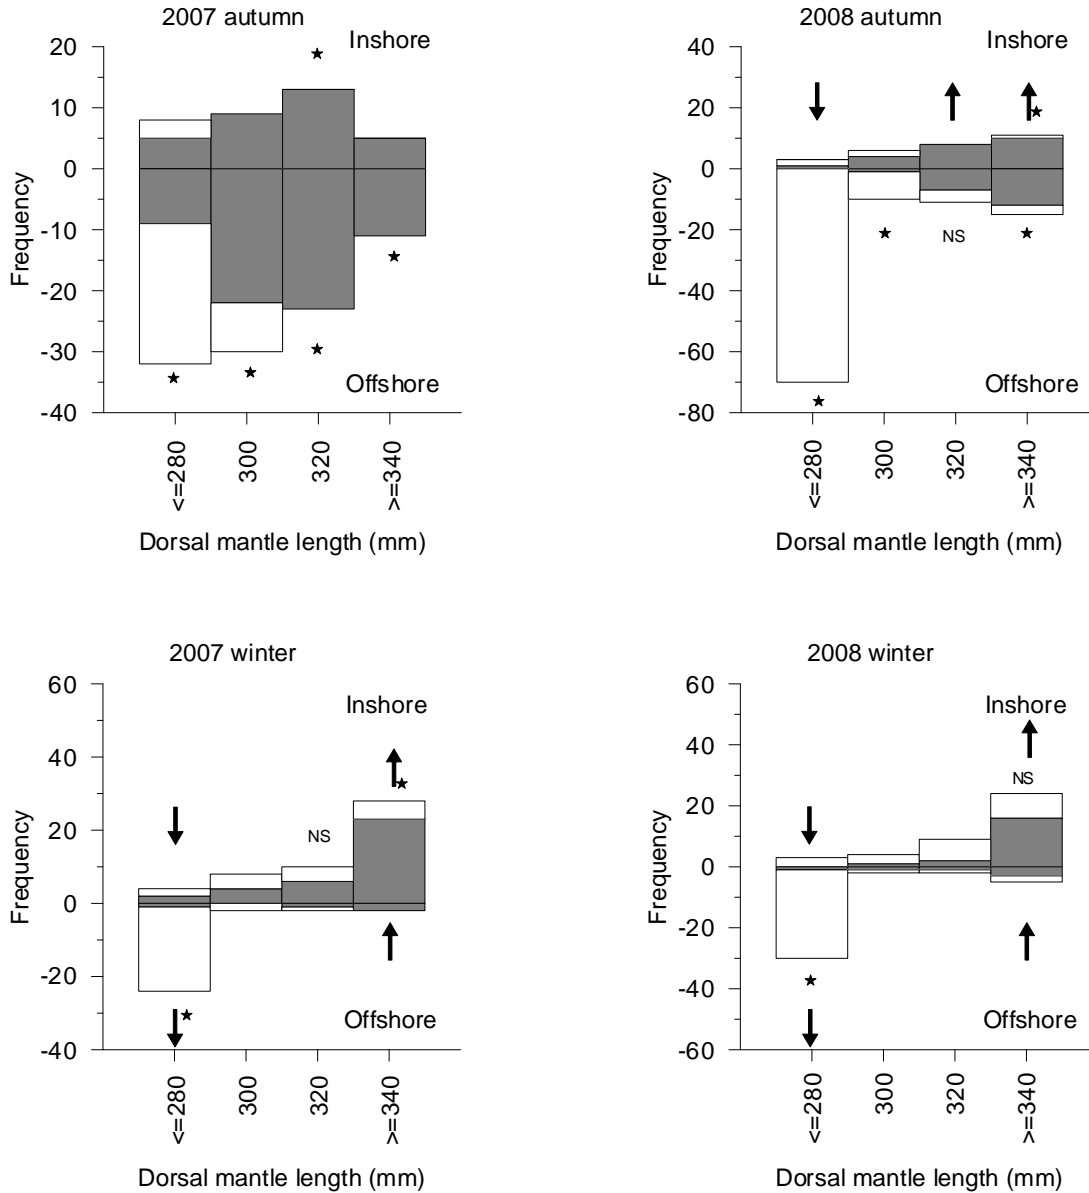 2007 autumn
Inshore
20
10
0
-10
-20
-30
-40
Frequency
Offshore
<=280
300
320
>=340
Dorsal mantle length (mm)
2008 autumn
Inshore
40
20
0
-20
-40
-60
-80
Frequency
NS
Offshore
<=280
300
320
>=340
Dorsal mantle length (mm)
2007 winter
Inshore
60
40
20
0
-20
-40
Frequency
NS
Offshore
<=280
300
320
>=340
Dorsal mantle length (mm)
2008 winter
Inshore
60
40
20
0
-20
-40
-60
Frequency
NS
Offshore
<=280
300
320
>=340
Dorsal mantle length (mm)